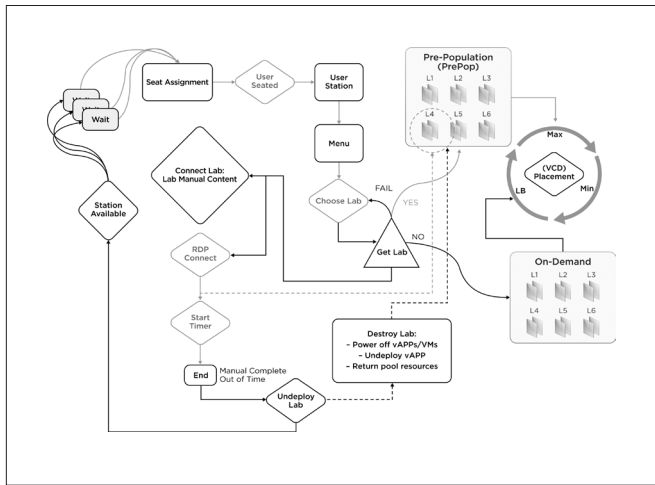 Pre-Population
(PrePop)
L1 L2 L3
L4 L5 L6
Seat Assignment
User
Seated
User
Station
Wait
Wait
Wait
Menu
Max
(VCD)
Placement
LB
Min
Connect Lab:
Lab Manual Content
Choose Lab
FAIL
YES
NO
Get Lab
Station
Available
RDP
Connect
On-Demand
L1 L2 L3
L4 L5 L6
Start
Timer
Destroy Lab:
– Power off vAPPs/VMs
– Undeploy vAPP
– Return pool resources
End
Manual Complete
Out of Time
Undeploy
Lab